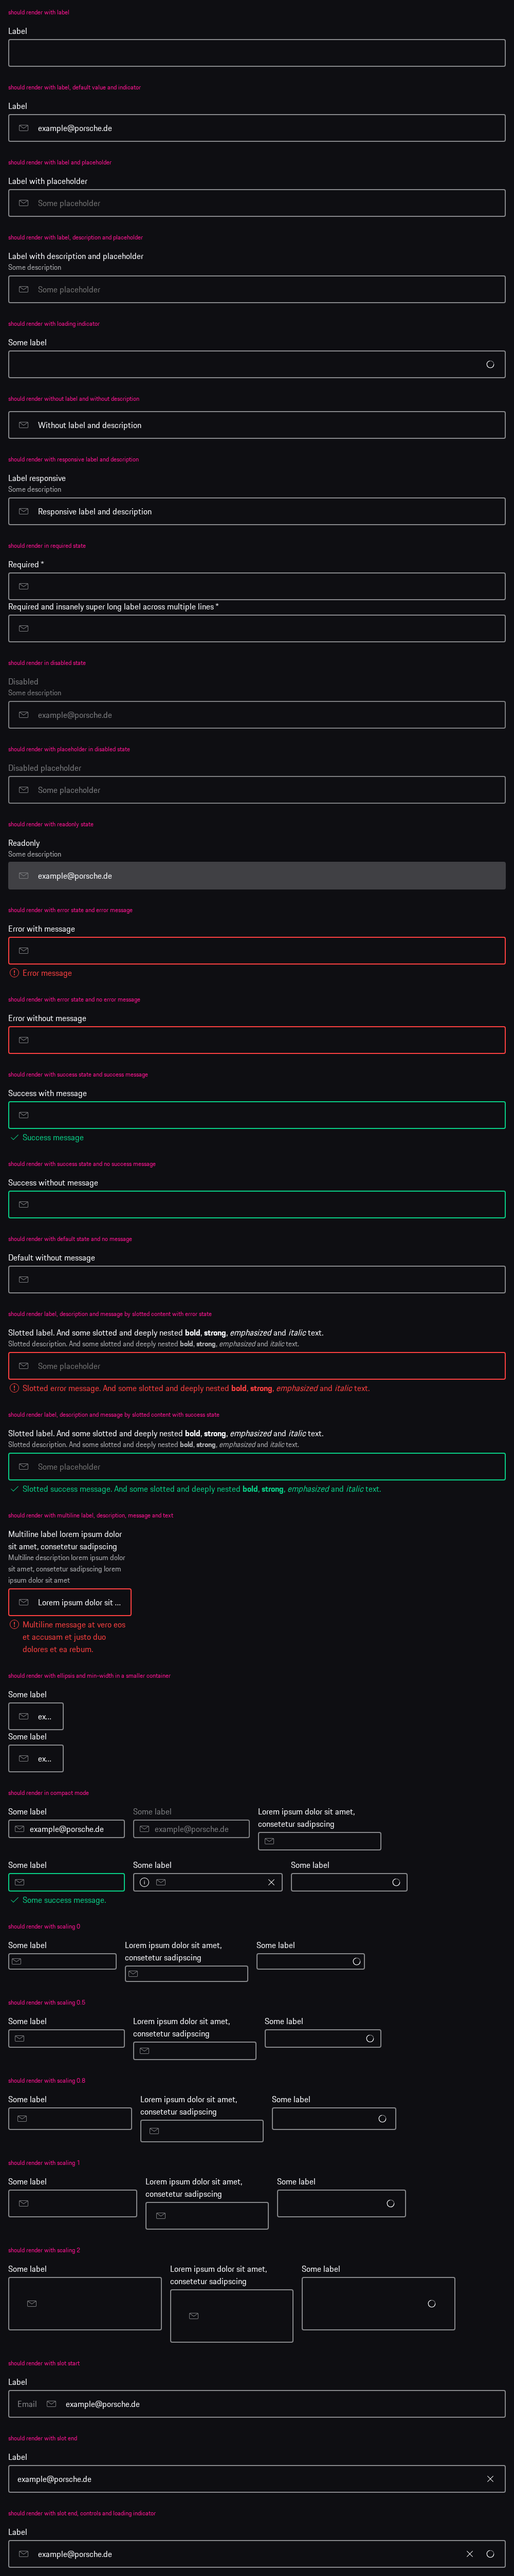 should render with label
Label
should render with label, default value and indicator
Label
example@porsche.de
should render with label and placeholder
Label with placeholder
Some placeholder
should render with label, description and placeholder
Label with description and placeholder
Some description
Some placeholder
should render with loading indicator
Some label
should render without label and without description
Without label and description
should render with responsive label and description
Label responsive
Some description
Responsive label and description
should render in required state
Required *
Required and insanely super long label across multiple lines *
should render in disabled state
Disabled
Some description
example@porsche.de
should render with placeholder in disabled state
Disabled placeholder
Some placeholder
should render with readonly state
Readonly
Some description
example@porsche.de
should render with error state and error message
Error with message
Error message
should render with error state and no error message
Error without message
should render with success state and success message
Success with message
Success message
should render with success state and no success message
Success without message
should render with default state and no message
Default without message
should render label, description and message by slotted content with error state
Slotted label. And some slotted and deeply nested bold, strong, emphasized and italic text.
Slotted description. And some slotted and deeply nested bold, strong, emphasized and italic text.
Some placeholder
Slotted error message. And some slotted and deeply nested bold, strong, emphasized and italic text.
should render label, description and message by slotted content with success state
Slotted label. And some slotted and deeply nested bold, strong, emphasized and italic text.
Slotted description. And some slotted and deeply nested bold, strong, emphasized and italic text.
Some placeholder
Slotted success message. And some slotted and deeply nested bold, strong, emphasized and italic text.
should render with multiline label, description, message and text
Multiline label lorem ipsum dolor
sit amet, consetetur sadipscing
Multiline description lorem ipsum dolor
sit amet, consetetur sadipscing lorem
ipsum dolor sit amet
Lorem ipsum dolor sit ...
Multiline message at vero eos
et accusam et justo duo
dolores et ea rebum.
should render with ellipsis and min-width in a smaller container
Some label
ex...
Some label
ex...
should render in compact mode
Some label
example@porsche.de
Some label
example@porsche.de
Lorem ipsum dolor sit amet,
consetetur sadipscing
Some label
Some success message.
Some label
Some label
should render with scaling 0
Some label
Lorem ipsum dolor sit amet,
consetetur sadipscing
Some label
should render with scaling 0.5
Some label
Lorem ipsum dolor sit amet,
consetetur sadipscing
Some label
should render with scaling 0.8
Some label
Lorem ipsum dolor sit amet,
consetetur sadipscing
Some label
should render with scaling 1
Some label
Lorem ipsum dolor sit amet,
consetetur sadipscing
Some label
should render with scaling 2
Some label
Lorem ipsum dolor sit amet,
consetetur sadipscing
Some label
should render with slot start
Label
Email
example@porsche.de
should render with slot end
Label
example@porsche.de
should render with slot end, controls and loading indicator
Label
example@porsche.de